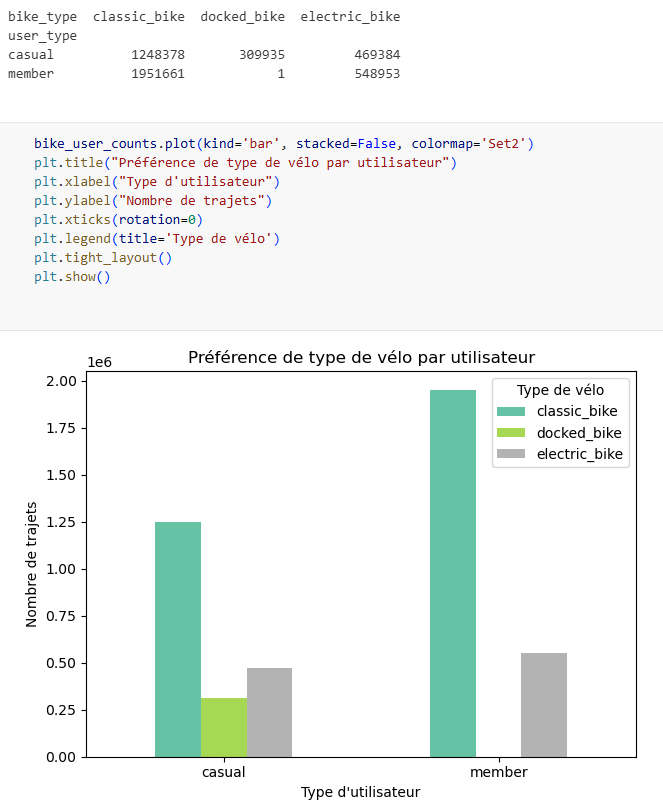 bike_type classic_bike docked_bike electric_bike
user_type
casual 1248378 309935 469384
member 1951661 1 548953
bike_user_counts.plot(kind='bar', stacked=False, colormap='Set2')
plt.title("Préférence de type de vélo par utilisateur")
plt.xlabel("Type d'utilisateur")
plt.ylabel("Nombre de trajets")
plt.xticks(rotation=0)
plt.legend(title='Type de vélo')
plt.tight_layout()
plt.show()
Préférence de type de vélo par utilisateur
1e6
2.00
1.75
1.50
1.25
1.00
0.75
0.50
0.25
0.00
Nombre de trajets
Type de vélo
classic_bike
docked_bike
electric_bike
casual member
Type d'utilisateur